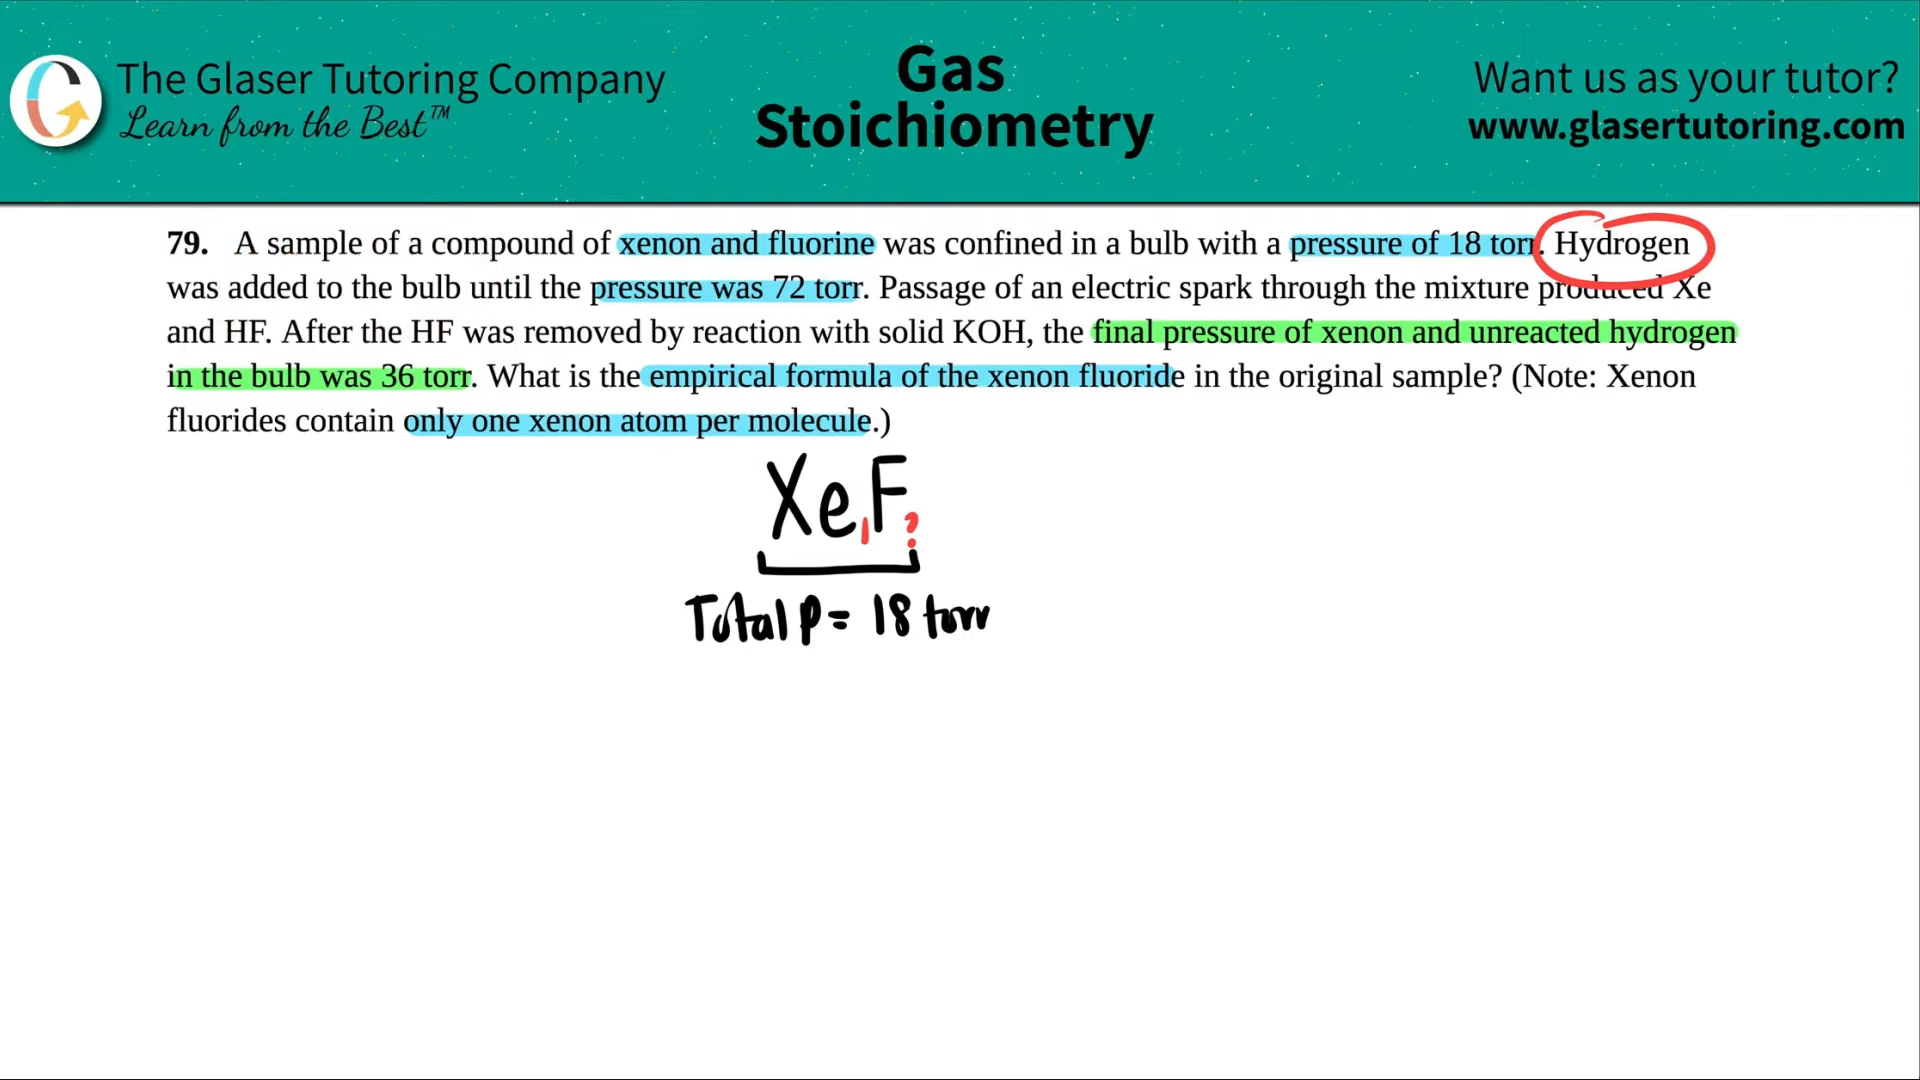 The Glaser Tutoring Company
Learn from the Best™
Gas
Stoichiometry
Want us as your tutor?
www.glasertutoring.com
79. A sample of a compound of xenon and fluorine was confined in a bulb with a pressure of 18 torr. Hydrogen
was added to the bulb until the pressure was 72 torr. Passage of an electric spark through the mixture produced Xe
and HF. After the HF was removed by reaction with solid KOH, the final pressure of xenon and unreacted hydrogen
in the bulb was 36 torr. What is the empirical formula of the xenon fluoride in the original sample? (Note: Xenon
fluorides contain only one xenon atom per molecule.)
Xe₁F?
Total P = 18 torr